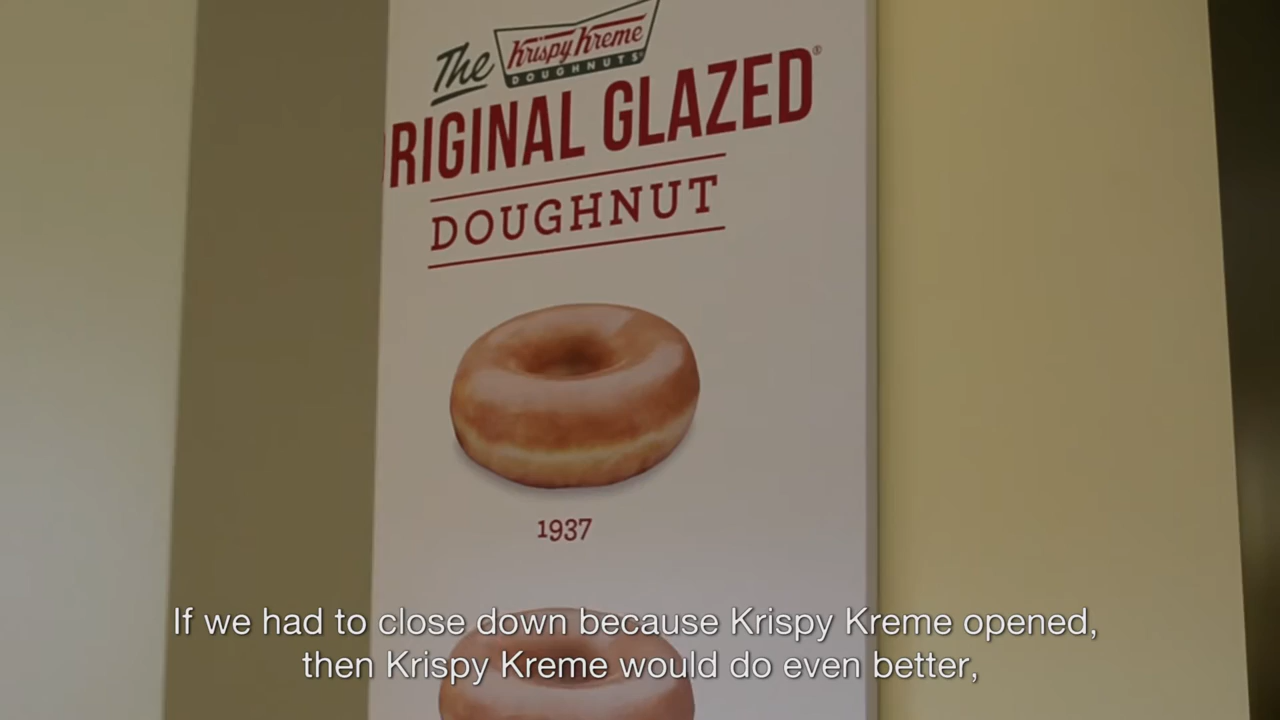 The Krispy Kreme
DOUGHNUTS
RIGINAL GLAZED®
DOUGHNUT
1937
If we had to close down because Krispy Kreme opened,
then Krispy Kreme would do even better,